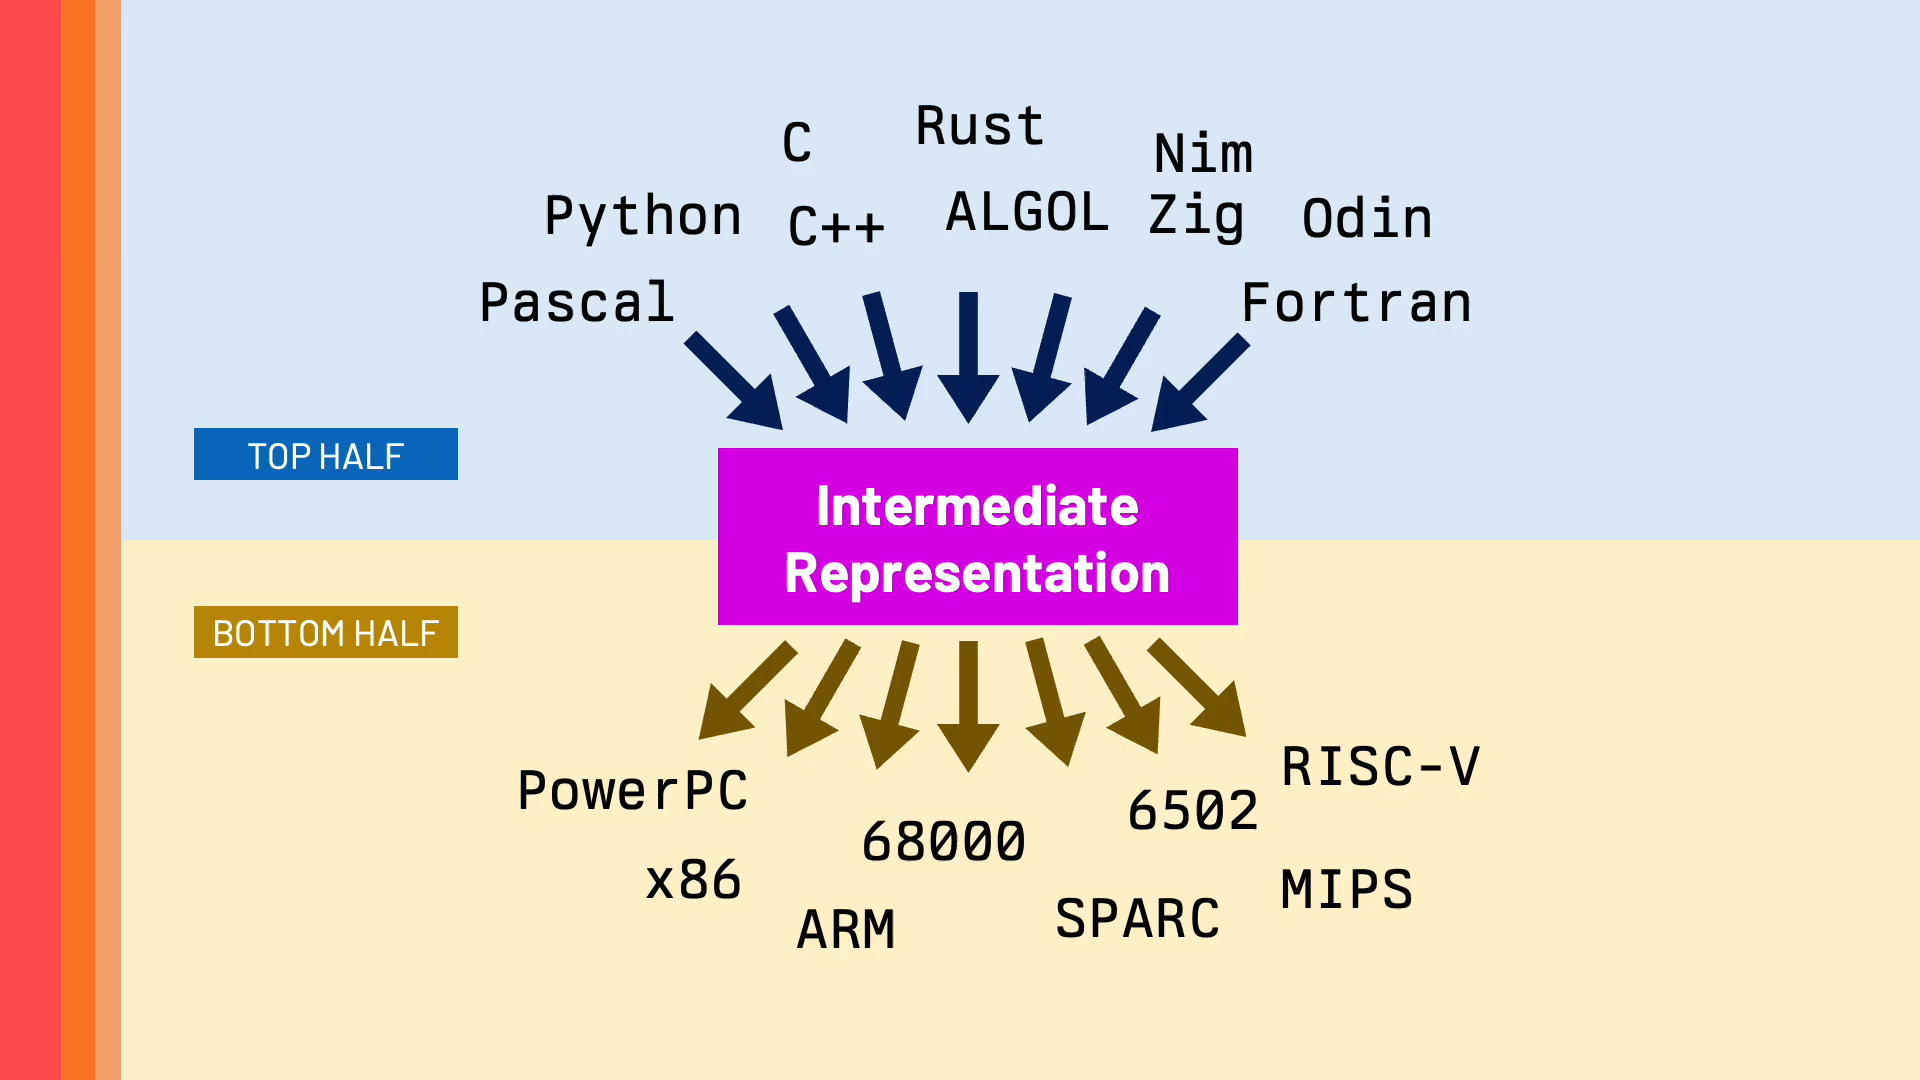 C
Rust
Nim
Python
C++
ALGOL
Zig
Odin
Pascal
Fortran
TOP HALF
Intermediate
Representation
BOTTOM HALF
PowerPC
68000
6502
RISC-V
x86
ARM
SPARC
MIPS